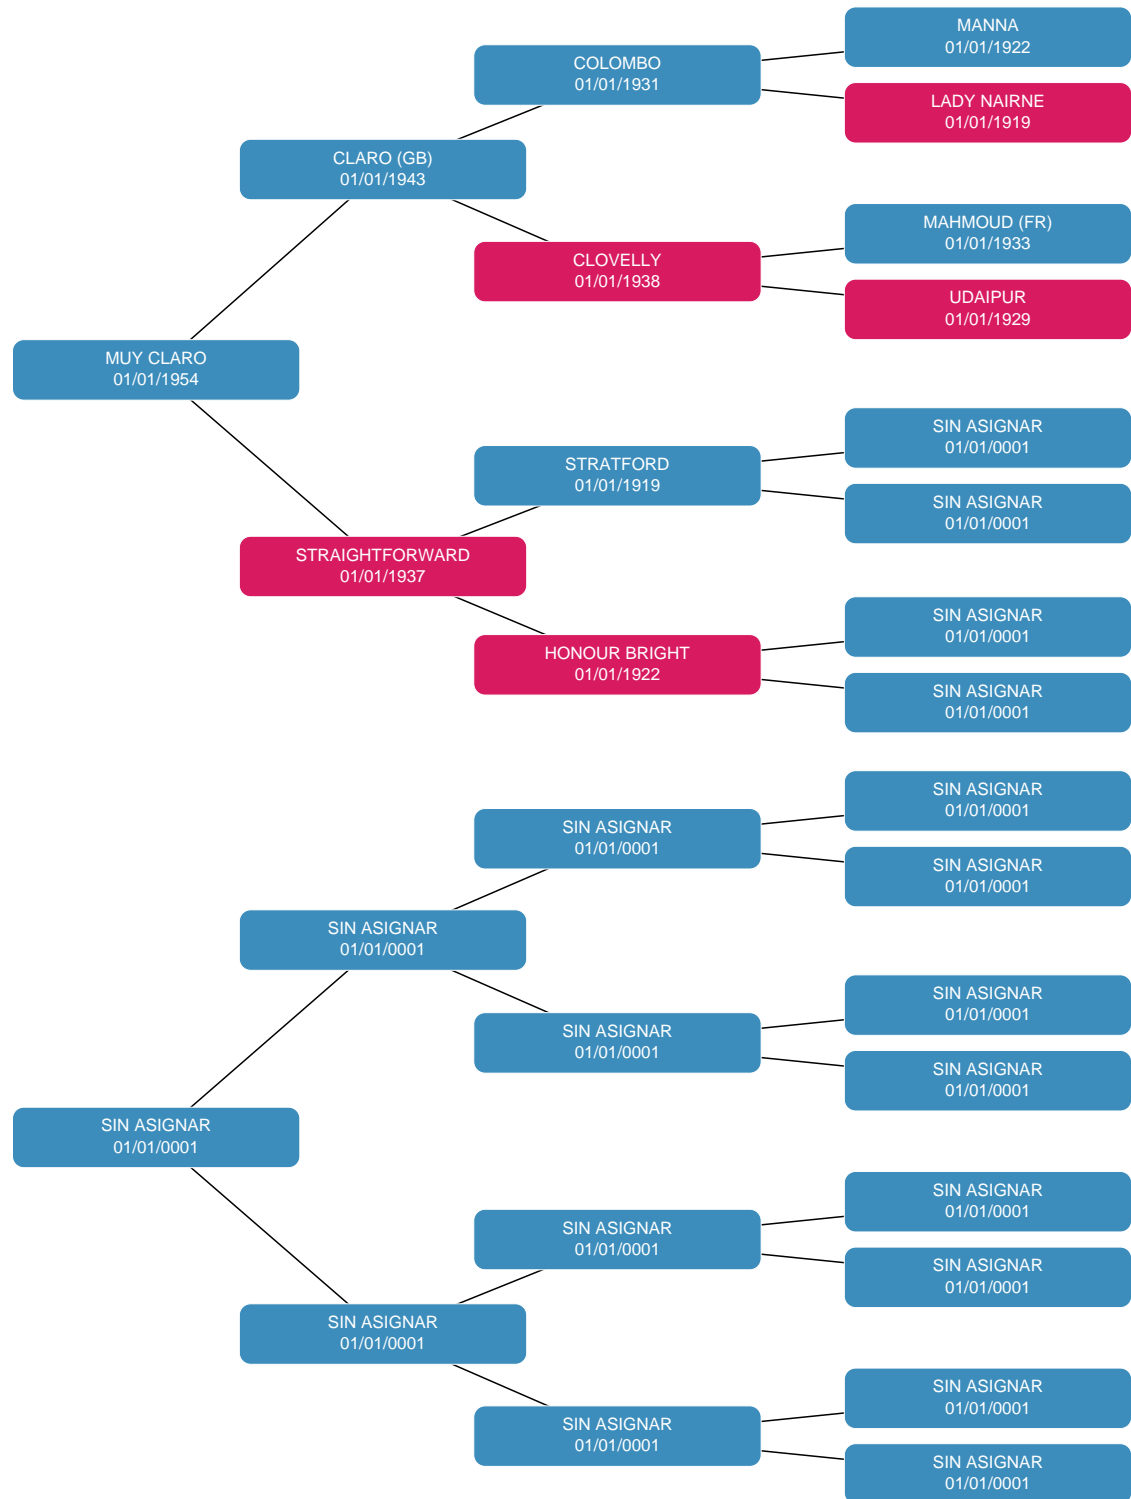 MANNA
01/01/1922
COLOMBO
01/01/1931
LADY NAIRNE
01/01/1919
CLARO (GB)
01/01/1943
MAHMOUD (FR)
01/01/1933
CLOVELLY
01/01/1938
UDAIPUR
01/01/1929
MUY CLARO
01/01/1954
SIN ASIGNAR
01/01/0001
STRATFORD
01/01/1919
SIN ASIGNAR
01/01/0001
STRAIGHTFORWARD
01/01/1937
SIN ASIGNAR
01/01/0001
HONOUR BRIGHT
01/01/1922
SIN ASIGNAR
01/01/0001
SIN ASIGNAR
01/01/0001
SIN ASIGNAR
01/01/0001
SIN ASIGNAR
01/01/0001
SIN ASIGNAR
01/01/0001
SIN ASIGNAR
01/01/0001
SIN ASIGNAR
01/01/0001
SIN ASIGNAR
01/01/0001
SIN ASIGNAR
01/01/0001
SIN ASIGNAR
01/01/0001
SIN ASIGNAR
01/01/0001
SIN ASIGNAR
01/01/0001
SIN ASIGNAR
01/01/0001
SIN ASIGNAR
01/01/0001
SIN ASIGNAR
01/01/0001
SIN ASIGNAR
01/01/0001